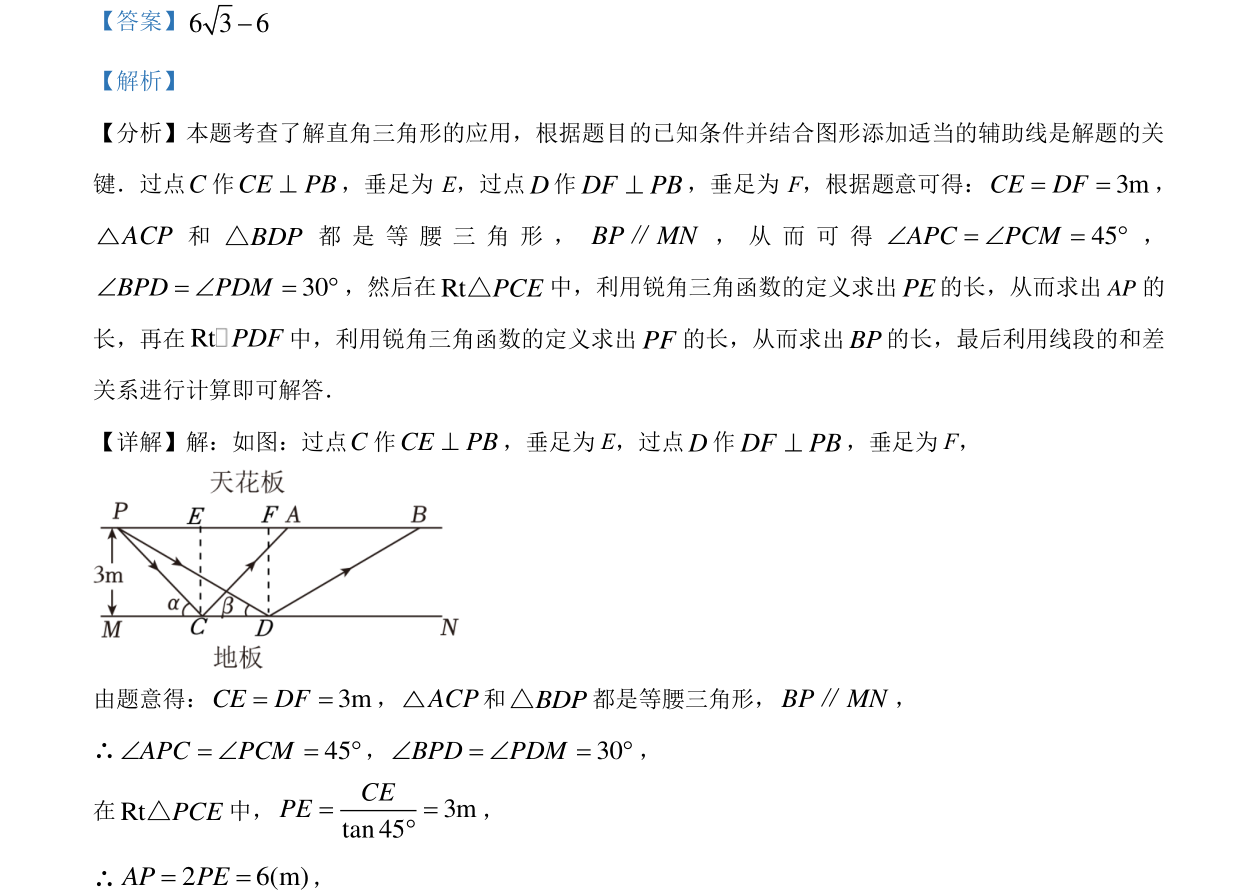 【答案】6√3−6
【解析】
【分析】本题考查了解直角三角形的应用，根据题目的已知条件并结合图形添加适当的辅助线是解题的关
键．过点C作CE⊥PB，垂足为 E，过点D作DF⊥PB，垂足为 F，根据题意可得：CE=DF=3m，
△ACP 和 △BDP 都是等腰三角形，BP∥MN，从而可得∠APC=∠PCM=45°，
∠BPD=∠PDM=30°，然后在Rt△PCE中，利用锐角三角函数的定义求出PE的长，从而求出AP的
长，再在Rt□PDF中，利用锐角三角函数的定义求出PF的长，从而求出BP的长，最后利用线段的和差
关系进行计算即可解答．
【详解】解：如图：过点C作CE⊥PB，垂足为E，过点D作DF⊥PB，垂足为F，
天花板
P E F A B
3m
α β
M C D N
地板
由题意得：CE=DF=3m，△ACP和△BDP都是等腰三角形，BP∥MN，
∴∠APC=∠PCM=45°，∠BPD=∠PDM=30°，
在Rt△PCE中，PE=CE/tan45°=3m，
∴AP=2PE=6(m)，